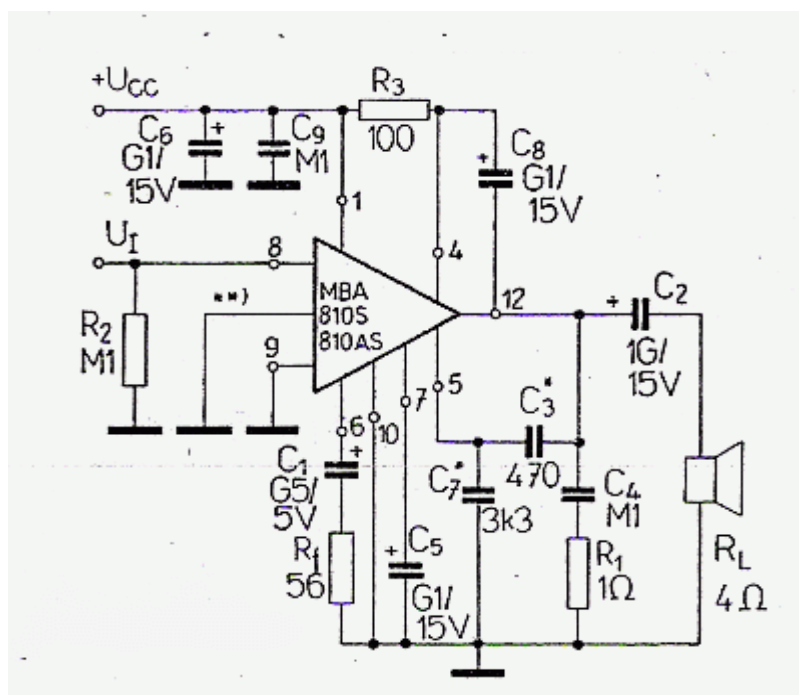 +UCC
R3
100
C6
G1/
15V
C9
M1
C8
G1/
15V
1
4
UI
8
MBA
810S
810AS
**)
R2
M1
9
12
C2
1G/
15V
5
7
6
10
C3*
470
C1
G5/
5V
C7*
3k3
C4
M1
Rf
56
C5
G1/
15V
R1
1Ω
RL
4Ω